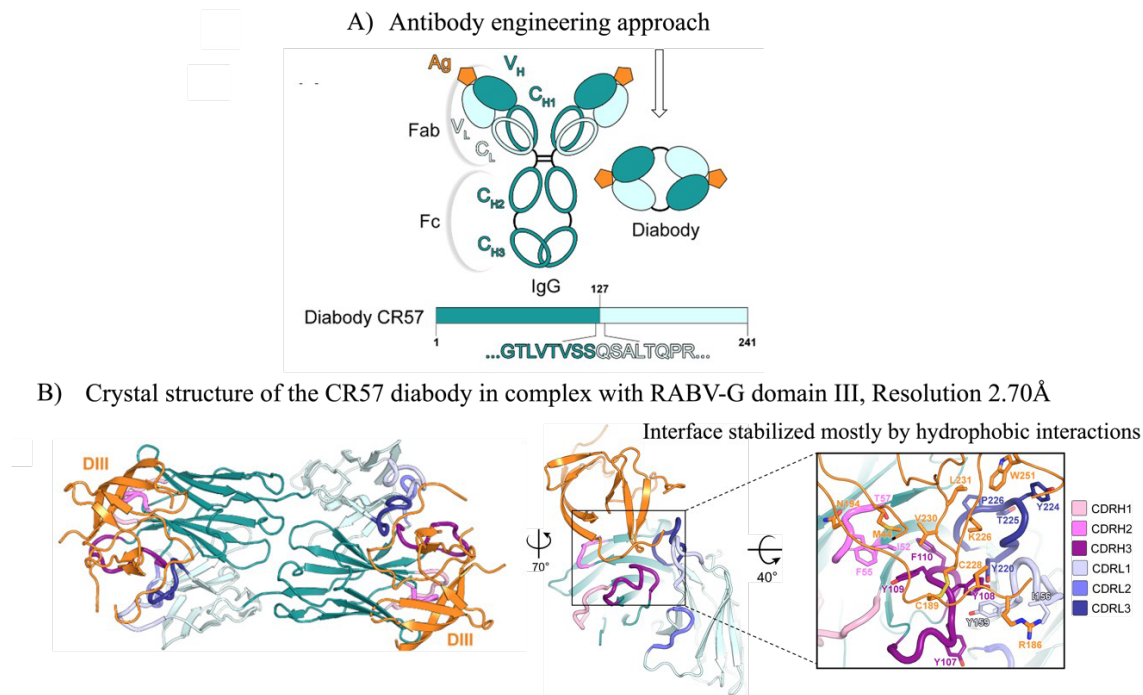 A) Antibody engineering approach
Ag
VH
CH1
Fab
VL
CL
CH2
Fc
CH3
IgG
Diabody
127
Diabody CR57
1
241
...GTLVTVSSQSALTQPR...
B) Crystal structure of the CR57 diabody in complex with RABV-G domain III, Resolution 2.70Å
Interface stabilized mostly by hydrophobic interactions
DIII
DIII
70°
40°
W251
L231
P226
Y224
T225
N194
T57
V230
K226
I52
F110
F55
C228
Y220
Y109
Y108
C189
I156
Y159
R186
Y107
CDRH1
CDRH2
CDRH3
CDRL1
CDRL2
CDRL3